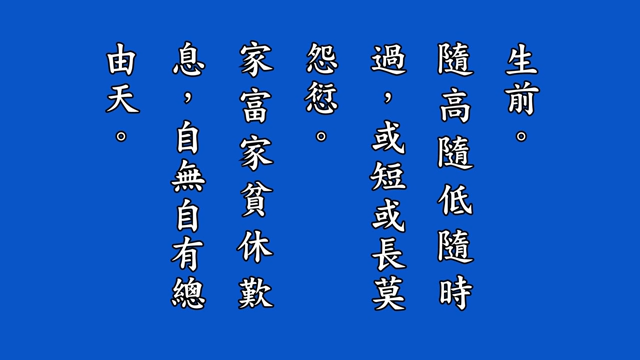 生前。
隨高隨低隨時
過，或短或長莫
怨愆。
家富家貧休歎
息，自無自有總
由天。